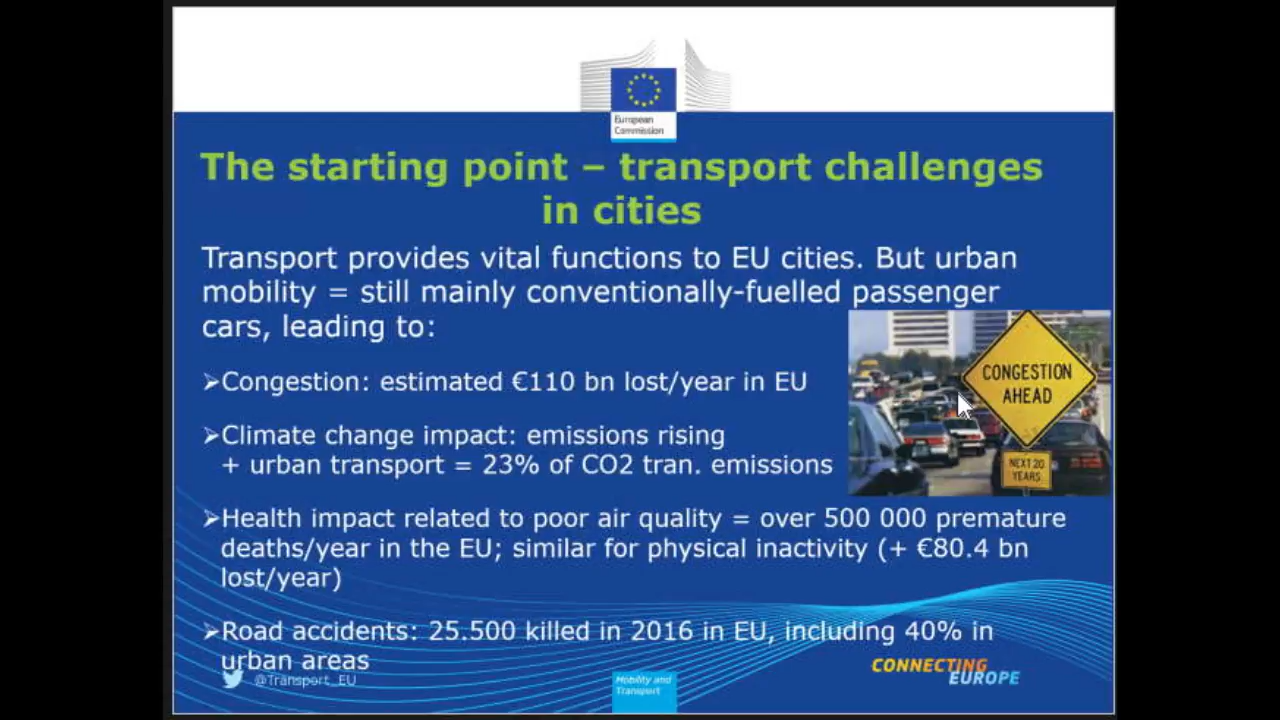 European
Commission
The starting point – transport challenges
in cities
Transport provides vital functions to EU cities. But urban
mobility = still mainly conventionally-fuelled passenger
cars, leading to:
➢Congestion: estimated €110 bn lost/year in EU
CONGESTION
AHEAD
➢Climate change impact: emissions rising
+ urban transport = 23% of CO2 tran. emissions
NEXT 20
YEARS
➢Health impact related to poor air quality = over 500 000 premature
deaths/year in the EU; similar for physical inactivity (+ €80.4 bn
lost/year)
➢Road accidents: 25.500 killed in 2016 in EU, including 40% in
urban areas
@Transport_EU
Mobility and
Transport
CONNECTING
EUROPE